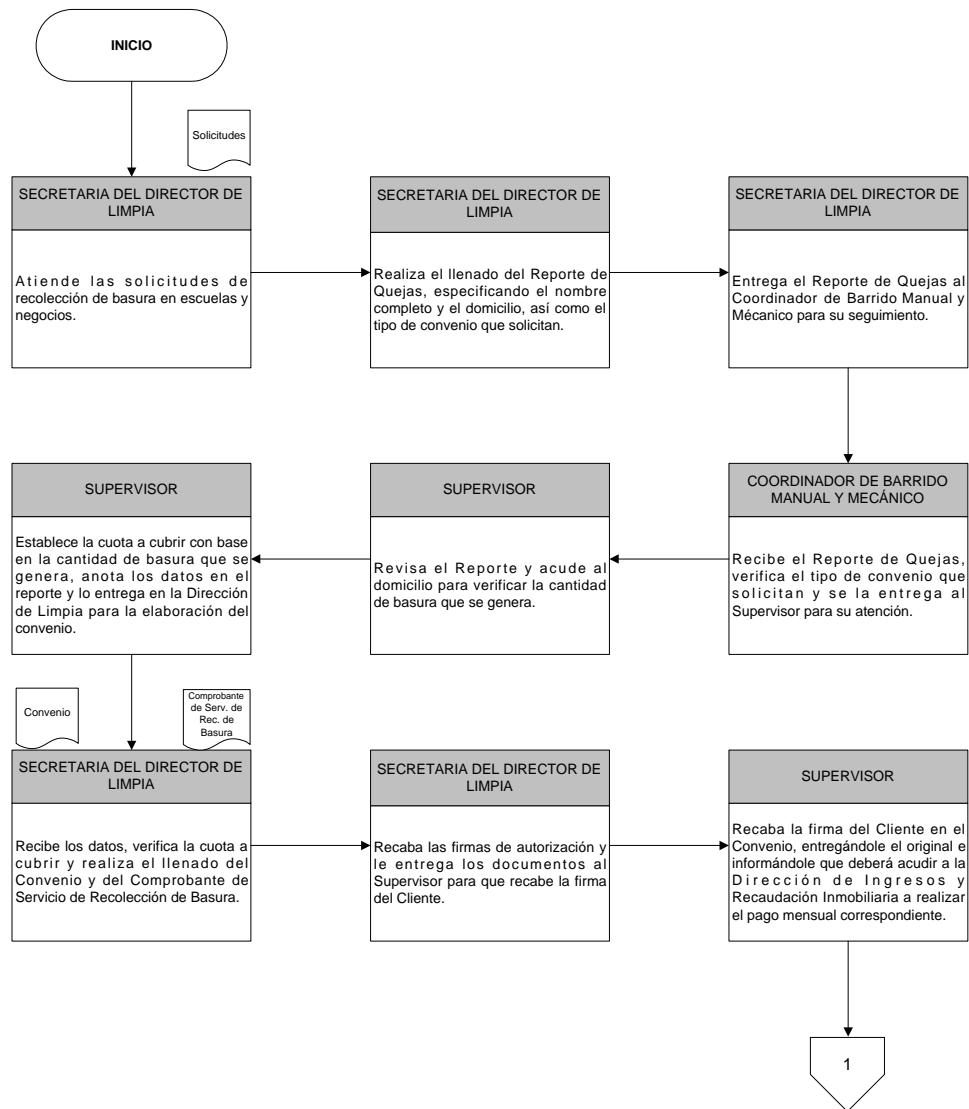 INICIO
Solicitudes
SECRETARIA DEL DIRECTOR DE
LIMPIA
Atiende las solicitudes de
recolección de basura en escuelas y
negocios.
SECRETARIA DEL DIRECTOR DE
LIMPIA
Realiza el llenado del Reporte de
Quejas, especificando el nombre
completo y el domicilio, así como el
tipo de convenio que solicitan.
SECRETARIA DEL DIRECTOR DE
LIMPIA
Entrega el Reporte de Quejas al
Coordinador de Barrido Manual y
Mécanico para su seguimiento.
COORDINADOR DE BARRIDO
MANUAL Y MECÁNICO
Recibe el Reporte de Quejas,
verifica el tipo de convenio que
solicitan y se la entrega al
Supervisor para su atención.
SUPERVISOR
Revisa el Reporte y acude al
domicilio para verificar la cantidad
de basura que se genera.
SUPERVISOR
Establece la cuota a cubrir con base
en la cantidad de basura que se
genera, anota los datos en el
reporte y lo entrega en la Dirección
de Limpia para la elaboración del
convenio.
Convenio
Comprobante
de Serv. de
Rec. de
Basura
SECRETARIA DEL DIRECTOR DE
LIMPIA
Recibe los datos, verifica la cuota a
cubrir y realiza el llenado del
Convenio y del Comprobante de
Servicio de Recolección de Basura.
SECRETARIA DEL DIRECTOR DE
LIMPIA
Recaba las firmas de autorización y
le entrega los documentos al
Supervisor para que recabe la firma
del Cliente.
SUPERVISOR
Recaba la firma del Cliente en el
Convenio, entregándole el original e
informándole que deberá acudir a la
Dirección de Ingresos y
Recaudación Inmobiliaria a realizar
el pago mensual correspondiente.
1